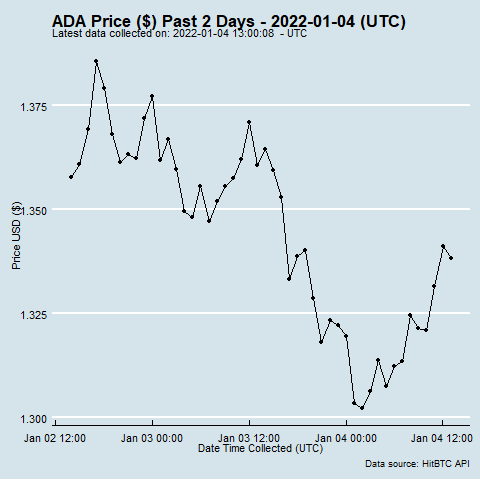 ADA Price ($) Past 2 Days - 2022-01-04 (UTC)
Latest data collected on: 2022-01-04 13:00:08 - UTC
1.375
1.350
1.325
1.300
Price USD ($)
Jan 02 12:00 Jan 03 00:00 Jan 03 12:00 Jan 04 00:00 Jan 04 12:00
Date Time Collected (UTC)
Data source: HitBTC API